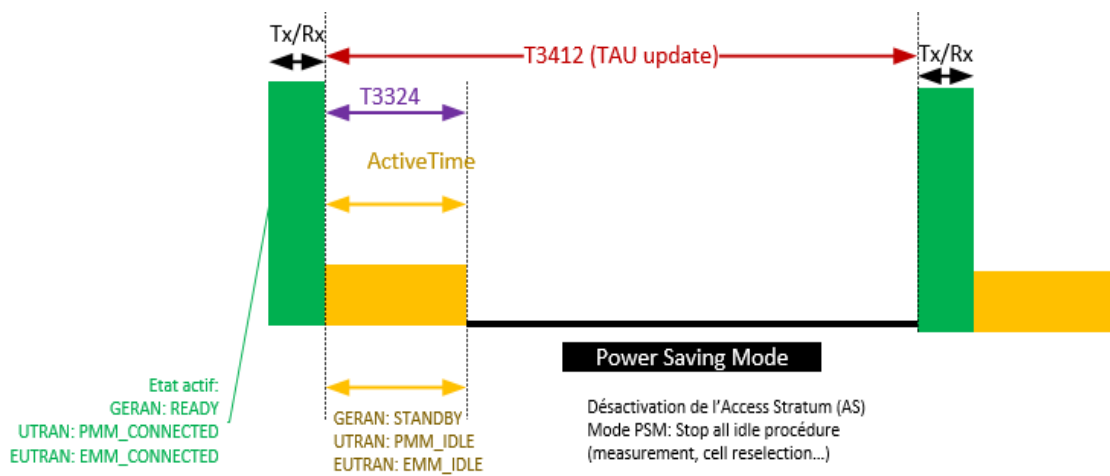 Tx/Rx
T3412 (TAU update)
Tx/Rx
T3324
ActiveTime
Power Saving Mode
Etat actif:
GERAN: READY
UTRAN: PMM_CONNECTED
EUTRAN: EMM_CONNECTED
GERAN: STANDBY
UTRAN: PMM_IDLE
EUTRAN: EMM_IDLE
Désactivation de l'Access Stratum (AS)
Mode PSM: Stop all idle procédure
(measurement, cell reselection...)